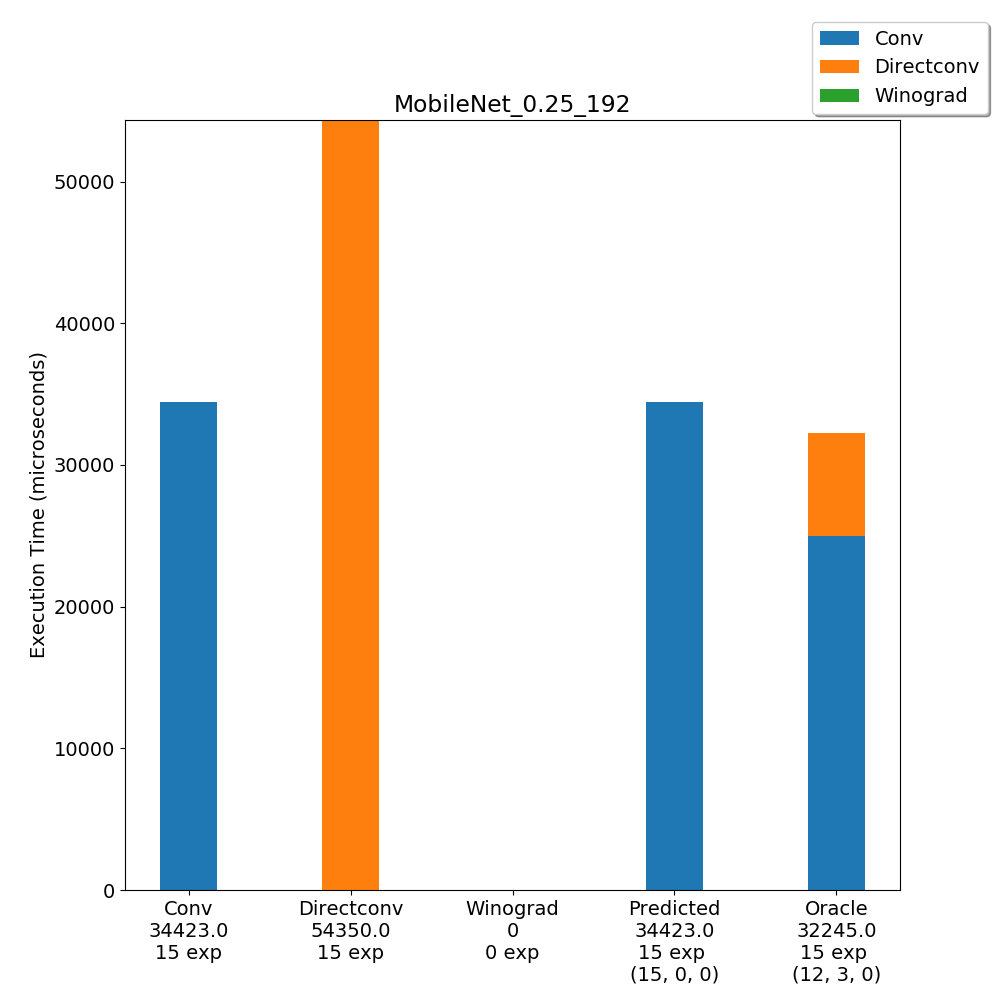 Conv
Directconv
Winograd
MobileNet_0.25_192
Execution Time (microseconds)
50000
40000
30000
20000
10000
0
Conv
34423.0
15 exp
Directconv
54350.0
15 exp
Winograd
0
0 exp
Predicted
34423.0
15 exp
(15, 0, 0)
Oracle
32245.0
15 exp
(12, 3, 0)